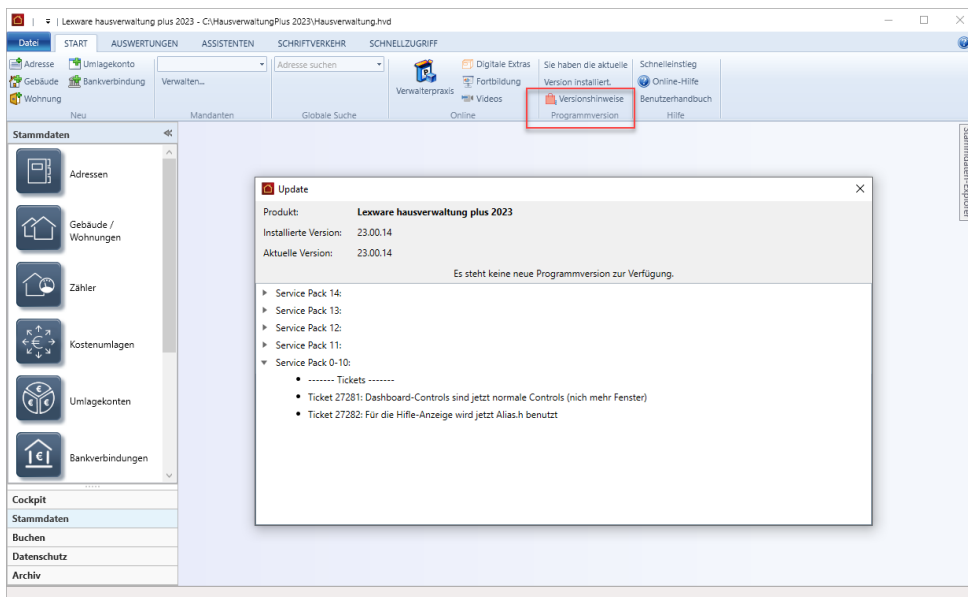 Lexware hausverwaltung plus 2023 - C:\HausverwaltungPlus 2023\Hausverwaltung.hvd
Datei START AUSWERTUNGEN ASSISTENTEN SCHRIFTVERKEHR SCHNELLZUGRIFF
Adresse Umlagekonto Adresse suchen Digitale Extras Sie haben die aktuelle Schnelleinstieg
Gebäude Bankverbindung Verwalten... Verwalterpraxis Fortbildung Version installiert. Online-Hilfe
Wohnung Videos Versionshinweise Benutzerhandbuch
Neu Mandanten Globale Suche Online Programmversion Hilfe
Stammdaten
Stammdaten-Explorer
Adressen
Gebäude /
Wohnungen
Zähler
Kostenumlagen
Umlagekonten
Bankverbindungen
Cockpit
Stammdaten
Buchen
Datenschutz
Archiv
Update
Produkt: Lexware hausverwaltung plus 2023
Installierte Version: 23.00.14
Aktuelle Version: 23.00.14
Es steht keine neue Programmversion zur Verfügung.
Service Pack 14:
Service Pack 13:
Service Pack 12:
Service Pack 11:
Service Pack 0-10:
------- Tickets -------
Ticket 27281: Dashboard-Controls sind jetzt normale Controls (nich mehr Fenster)
Ticket 27282: Für die Hifle-Anzeige wird jetzt Alias.h benutzt